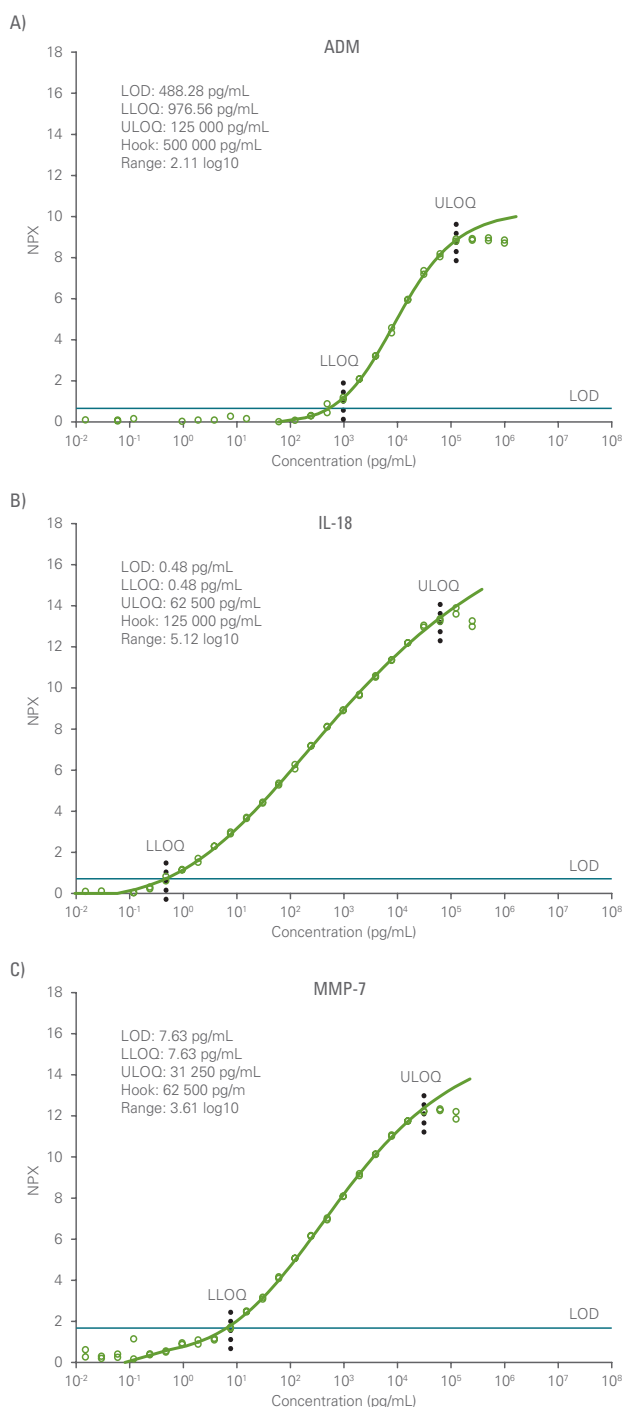 A)
ADM
LOD: 488.28 pg/mL
LLOQ: 976.56 pg/mL
ULOQ: 125 000 pg/mL
Hook: 500 000 pg/mL
Range: 2.11 log10
18
16
14
12
10
8
6
4
2
0
NPX
ULOQ
LLOQ
LOD
10⁻² 10⁻¹ 10⁰ 10¹ 10² 10³ 10⁴ 10⁵ 10⁶ 10⁷ 10⁸
Concentration (pg/mL)
B)
IL-18
LOD: 0.48 pg/mL
LLOQ: 0.48 pg/mL
ULOQ: 62 500 pg/mL
Hook: 125 000 pg/mL
Range: 5.12 log10
18
16
14
12
10
8
6
4
2
0
NPX
ULOQ
LLOQ
LOD
10⁻² 10⁻¹ 10⁰ 10¹ 10² 10³ 10⁴ 10⁵ 10⁶ 10⁷ 10⁸
Concentration (pg/mL)
C)
MMP-7
LOD: 7.63 pg/mL
LLOQ: 7.63 pg/mL
ULOQ: 31 250 pg/mL
Hook: 62 500 pg/m
Range: 3.61 log10
18
16
14
12
10
8
6
4
2
0
NPX
ULOQ
LLOQ
LOD
10⁻² 10⁻¹ 10⁰ 10¹ 10² 10³ 10⁴ 10⁵ 10⁶ 10⁷ 10⁸
Concentration (pg/mL)